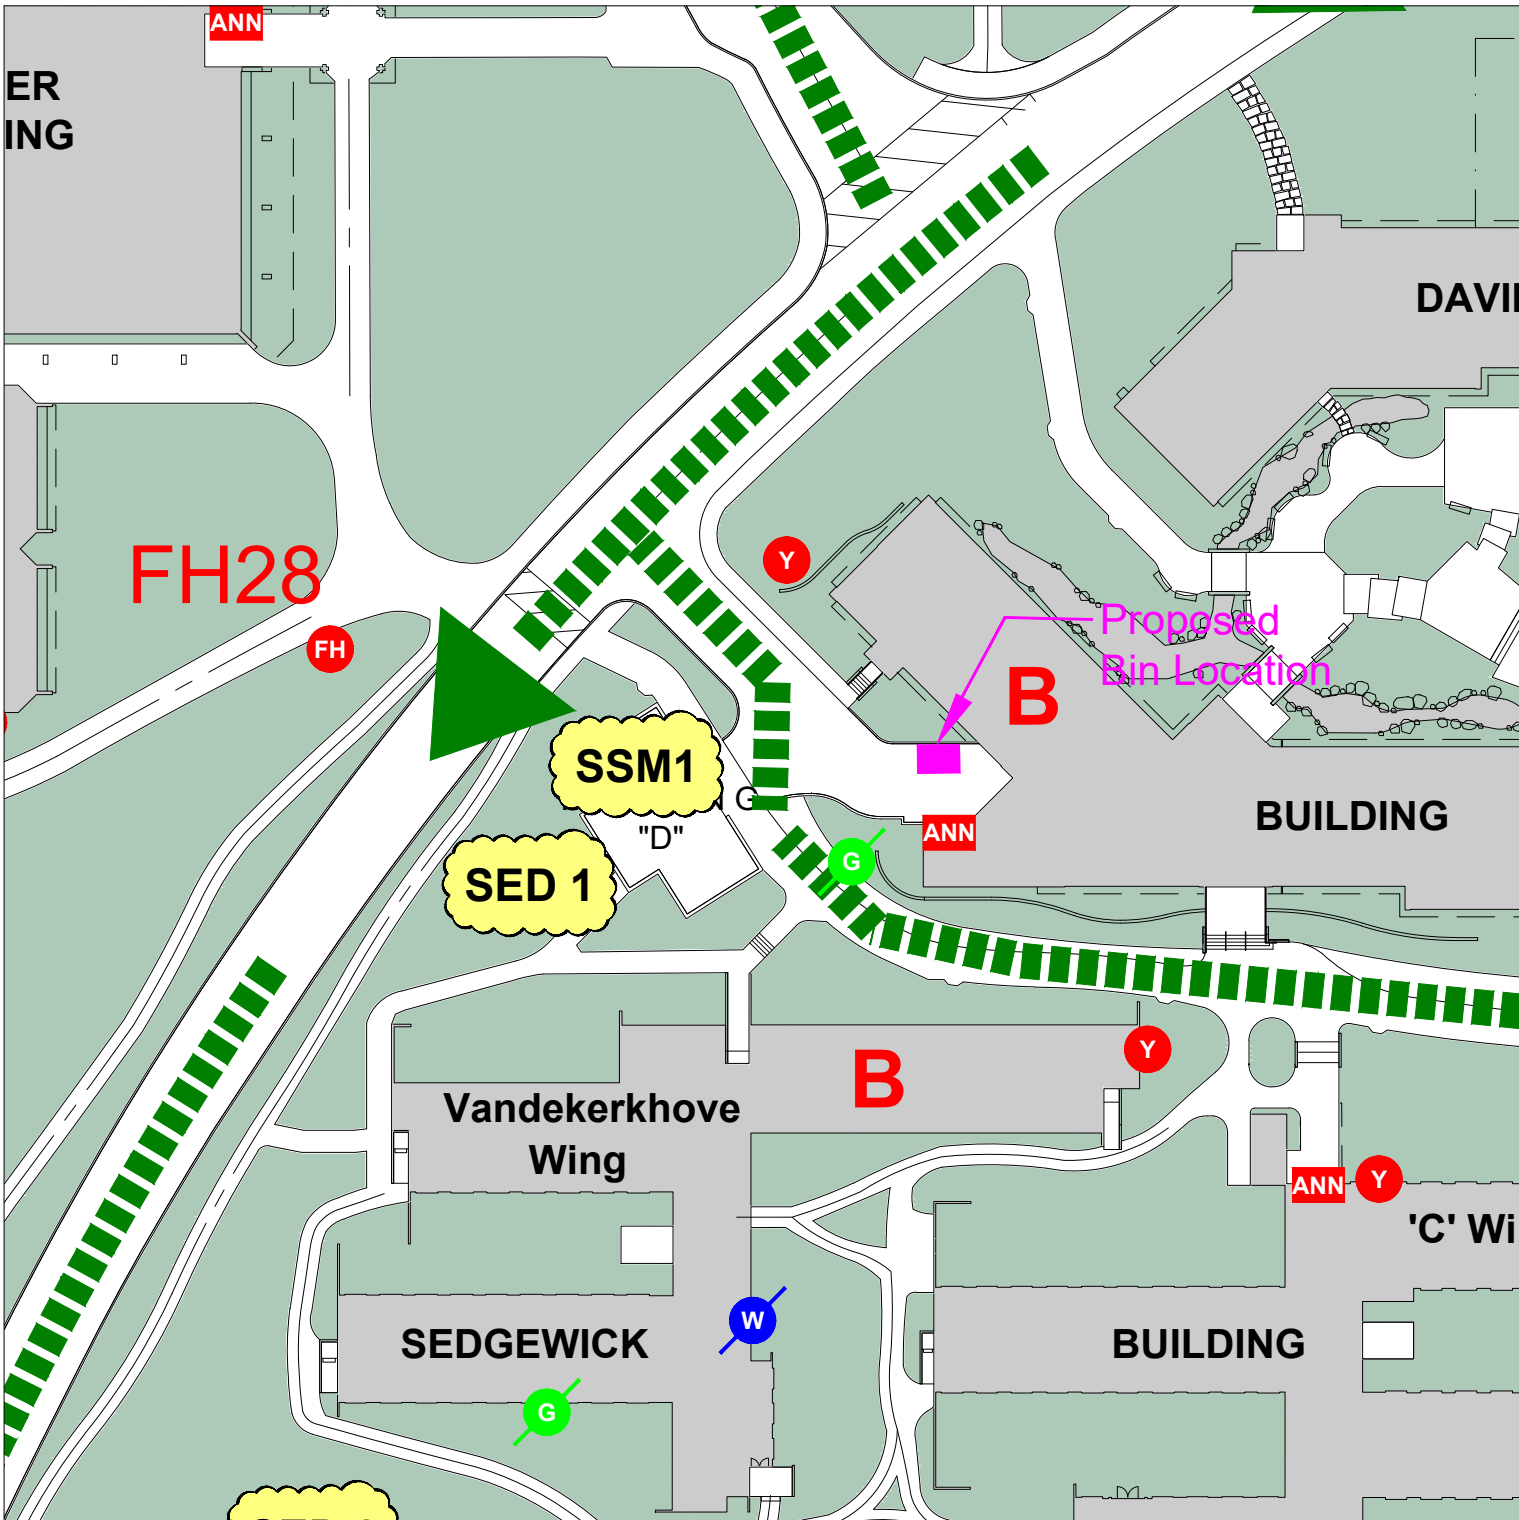 ANN
ER
ING
DAVI
FH28
Y
FH
Proposed
Bin Location
B
SSM1
G
"D"
BUILDING
ANN
G
SED 1
Y
B
Vandekerkhove
Wing
ANN
Y
'C' Wi
W
SEDGEWICK
BUILDING
G